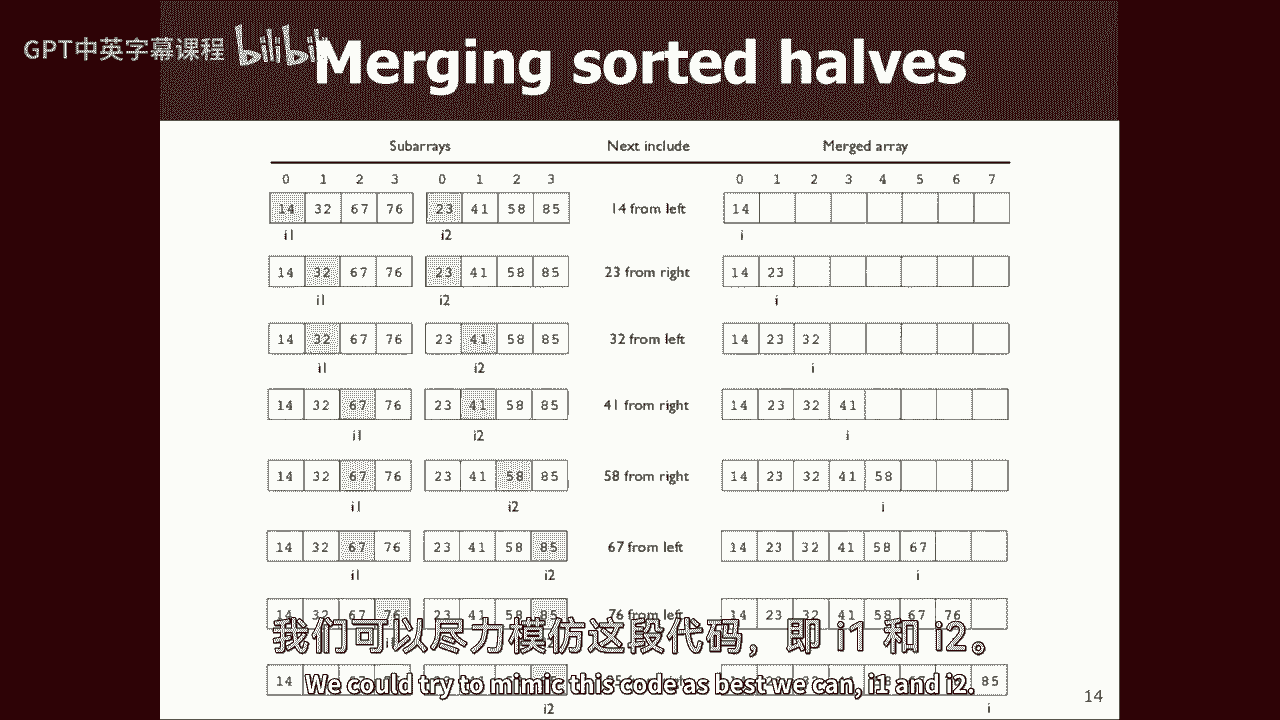 GPT中英字幕课程 bilibili
Merging sorted halves
Subarrays Next include Merged array
0 1 2 3 0 1 2 3 0 1 2 3 4 5 6 7
14 32 67 76 23 41 58 85 14 from left 14
i1 i2 i
14 32 67 76 23 41 58 85 23 from right 14 23
i1 i2 i
14 32 67 76 23 41 58 85 32 from left 14 23 32
i1 i2 i
14 32 67 76 23 41 58 85 41 from right 14 23 32 41
i1 i2 i
14 32 67 76 23 41 58 85 58 from right 14 23 32 41 58
i1 i2 i
14 32 67 76 23 41 58 85 67 from left 14 23 32 41 58 67
i1 i2 i
14 32 67 76 23 41 58 85 76 from left 14 23 32 41 58 67 76
我们可以尽力模仿这段代码，即 i1 和 i2。
14 85
We could try to mimic this code as best we can, i1 and i2.
14
i2 i